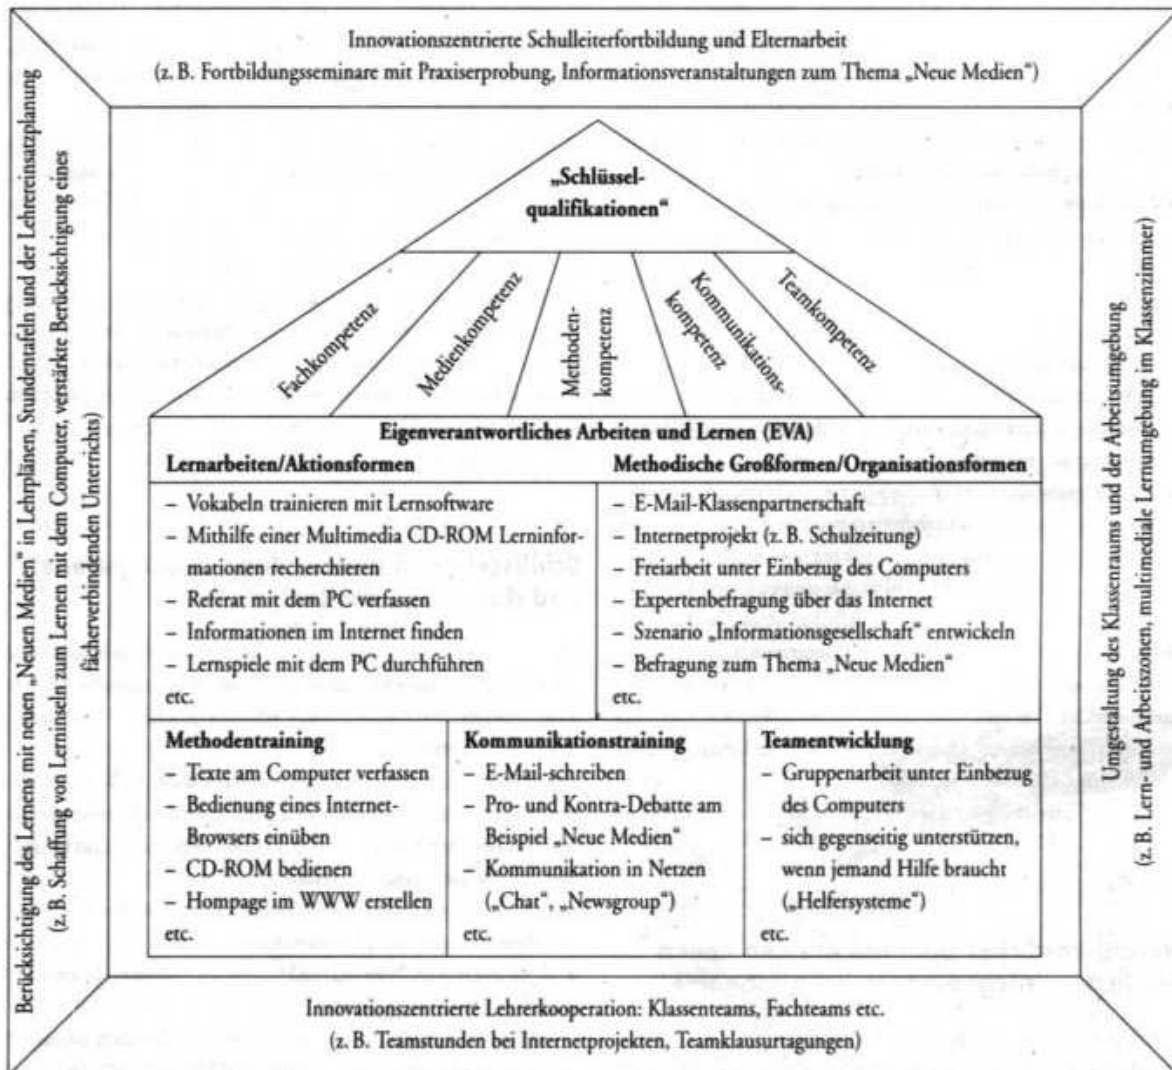 Innovationszentrierte Schulleiterfortbildung und Elternarbeit
(z. B. Fortbildungsseminare mit Praxiserprobung, Informationsveranstaltungen zum Thema „Neue Medien“)
Berücksichtigung des Lernens mit neuen „Neuen Medien“ in Lehrplänen, Stundentafeln und der Lehrereinsatzplanung
(z. B. Schaffung von Lerninseln zum Lernen mit dem Computer, verstärkte Berücksichtigung eines
fächerverbindenden Unterrichts)
„Schlüssel-
qualifikationen“
Fachkompetenz
Medienkompetenz
Methoden-
kompetenz
Kommunikations-
kompetenz
Teamkompetenz
Eigenverantwortliches Arbeiten und Lernen (EVA)
Lernarbeiten/Aktionsformen
– Vokabeln trainieren mit Lernsoftware
– Mithilfe einer Multimedia CD-ROM Lerninfor-
mationen recherchieren
– Referat mit dem PC verfassen
– Informationen im Internet finden
– Lernspiele mit dem PC durchführen
etc.
Methodische Großformen/Organisationsformen
– E-Mail-Klassenpartnerschaft
– Internetprojekt (z. B. Schulzeitung)
– Freiarbeit unter Einbezug des Computers
– Expertenbefragung über das Internet
– Szenario „Informationsgesellschaft“ entwickeln
– Befragung zum Thema „Neue Medien“
etc.
Methodentraining
– Texte am Computer verfassen
– Bedienung eines Internet-
Browsers einüben
– CD-ROM bedienen
– Hompage im WWW erstellen
etc.
Kommunikationstraining
– E-Mail-schreiben
– Pro- und Kontra-Debatte am
Beispiel „Neue Medien“
– Kommunikation in Netzen
(„Chat“, „Newsgroup“)
etc.
Teamentwicklung
– Gruppenarbeit unter Einbezug
des Computers
– sich gegenseitig unterstützen,
wenn jemand Hilfe braucht
(„Helfersysteme“)
etc.
Umgestaltung des Klassenraums und der Arbeitsumgebung
(z. B. Lern- und Arbeitszonen, multimediale Lernumgebung im Klassenzimmer)
Innovationszentrierte Lehrerkooperation: Klassenteams, Fachteams etc.
(z. B. Teamstunden bei Internetprojekten, Teamklausurtagungen)